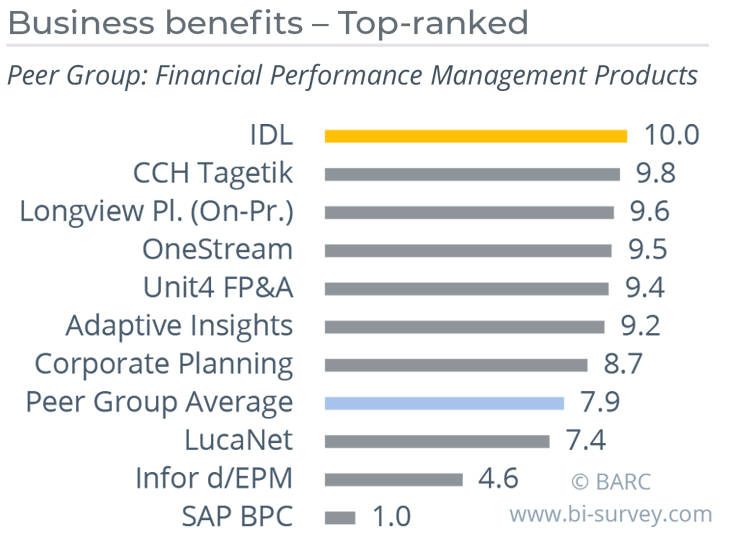 Business benefits – Top-ranked
Peer Group: Financial Performance Management Products
IDL 10.0
CCH Tagetik 9.8
Longview Pl. (On-Pr.) 9.6
OneStream 9.5
Unit4 FP&A 9.4
Adaptive Insights 9.2
Corporate Planning 8.7
Peer Group Average 7.9
LucaNet 7.4
Infor d/EPM 4.6 © BARC
SAP BPC 1.0 www.bi-survey.com